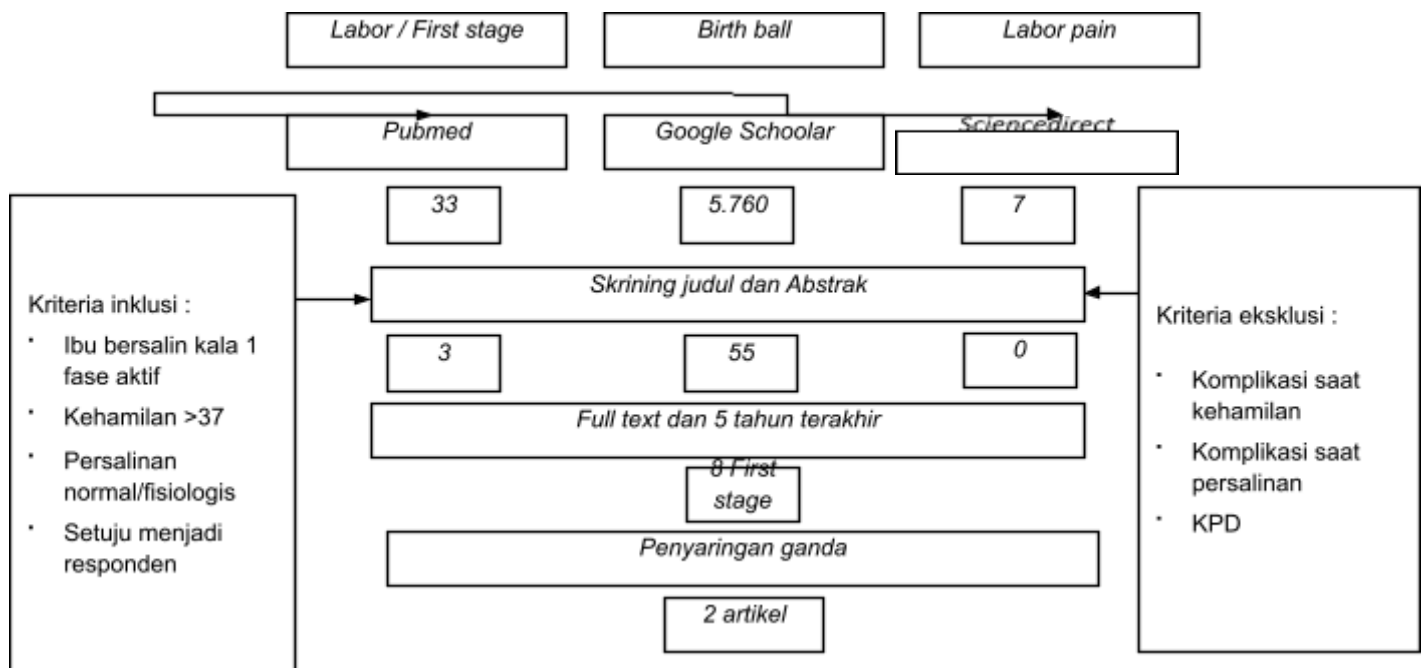 Labor / First stage
Birth ball
Labor pain
Pubmed
Google Schoolar
Sciencedirect
33
5.760
7
Skrining judul dan Abstrak
3
55
0
Full text dan 5 tahun terakhir
8 First
stage
Penyaringan ganda
2 artikel
Kriteria inklusi :
· Ibu bersalin kala 1
fase aktif
· Kehamilan >37
· Persalinan
normal/fisiologis
· Setuju menjadi
responden
Kriteria eksklusi :
· Komplikasi saat
kehamilan
· Komplikasi saat
persalinan
· KPD